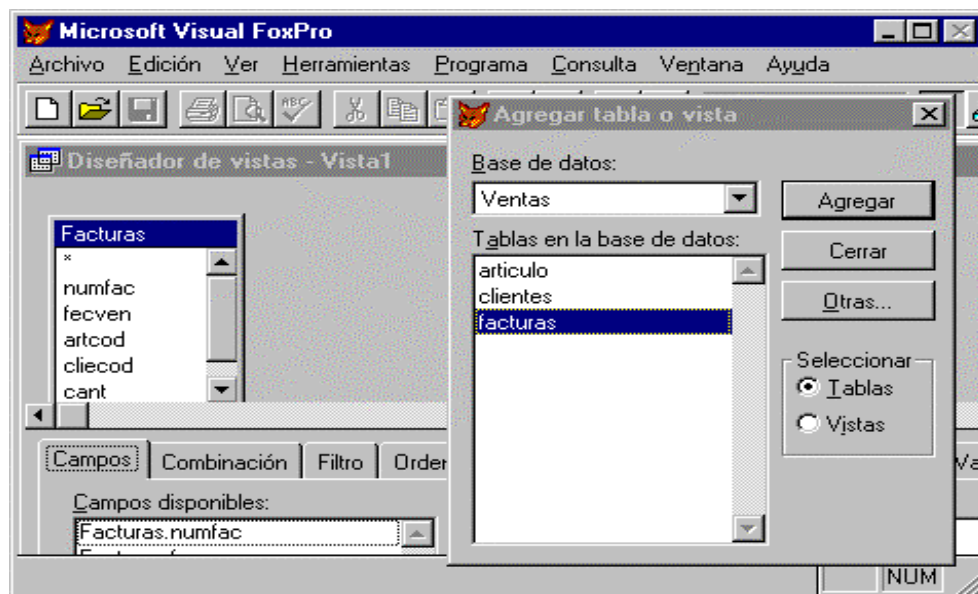 Microsoft Visual FoxPro
Archivo Edición Ver Herramientas Programa Consulta Ventana Ayuda
ABC
Agregar tabla o vista
Diseñador de vistas - Vista1
Base de datos:
Ventas
Agregar
Facturas
*
numfac
fecven
artcod
cliecod
cant
Tablas en la base de datos:
articulo
clientes
facturas
Cerrar
Otras...
Seleccionar
Tablas
Vistas
Campos Combinación Filtro Orden
Campos disponibles:
Facturas.numfac
NUM